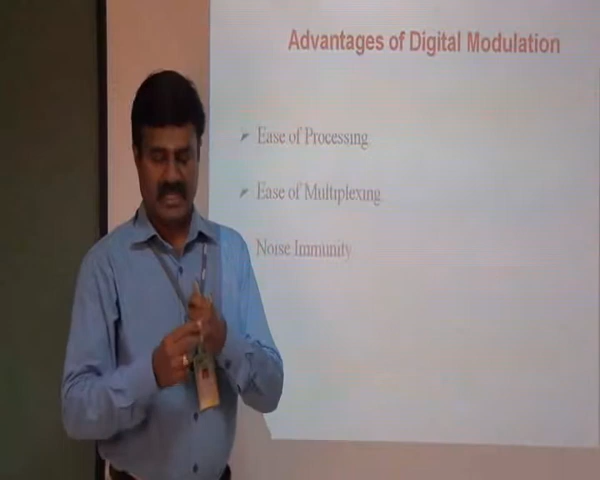 Advantages of Digital Modulation
Ease of Processing
Ease of Multiplexing
Noise Immunity